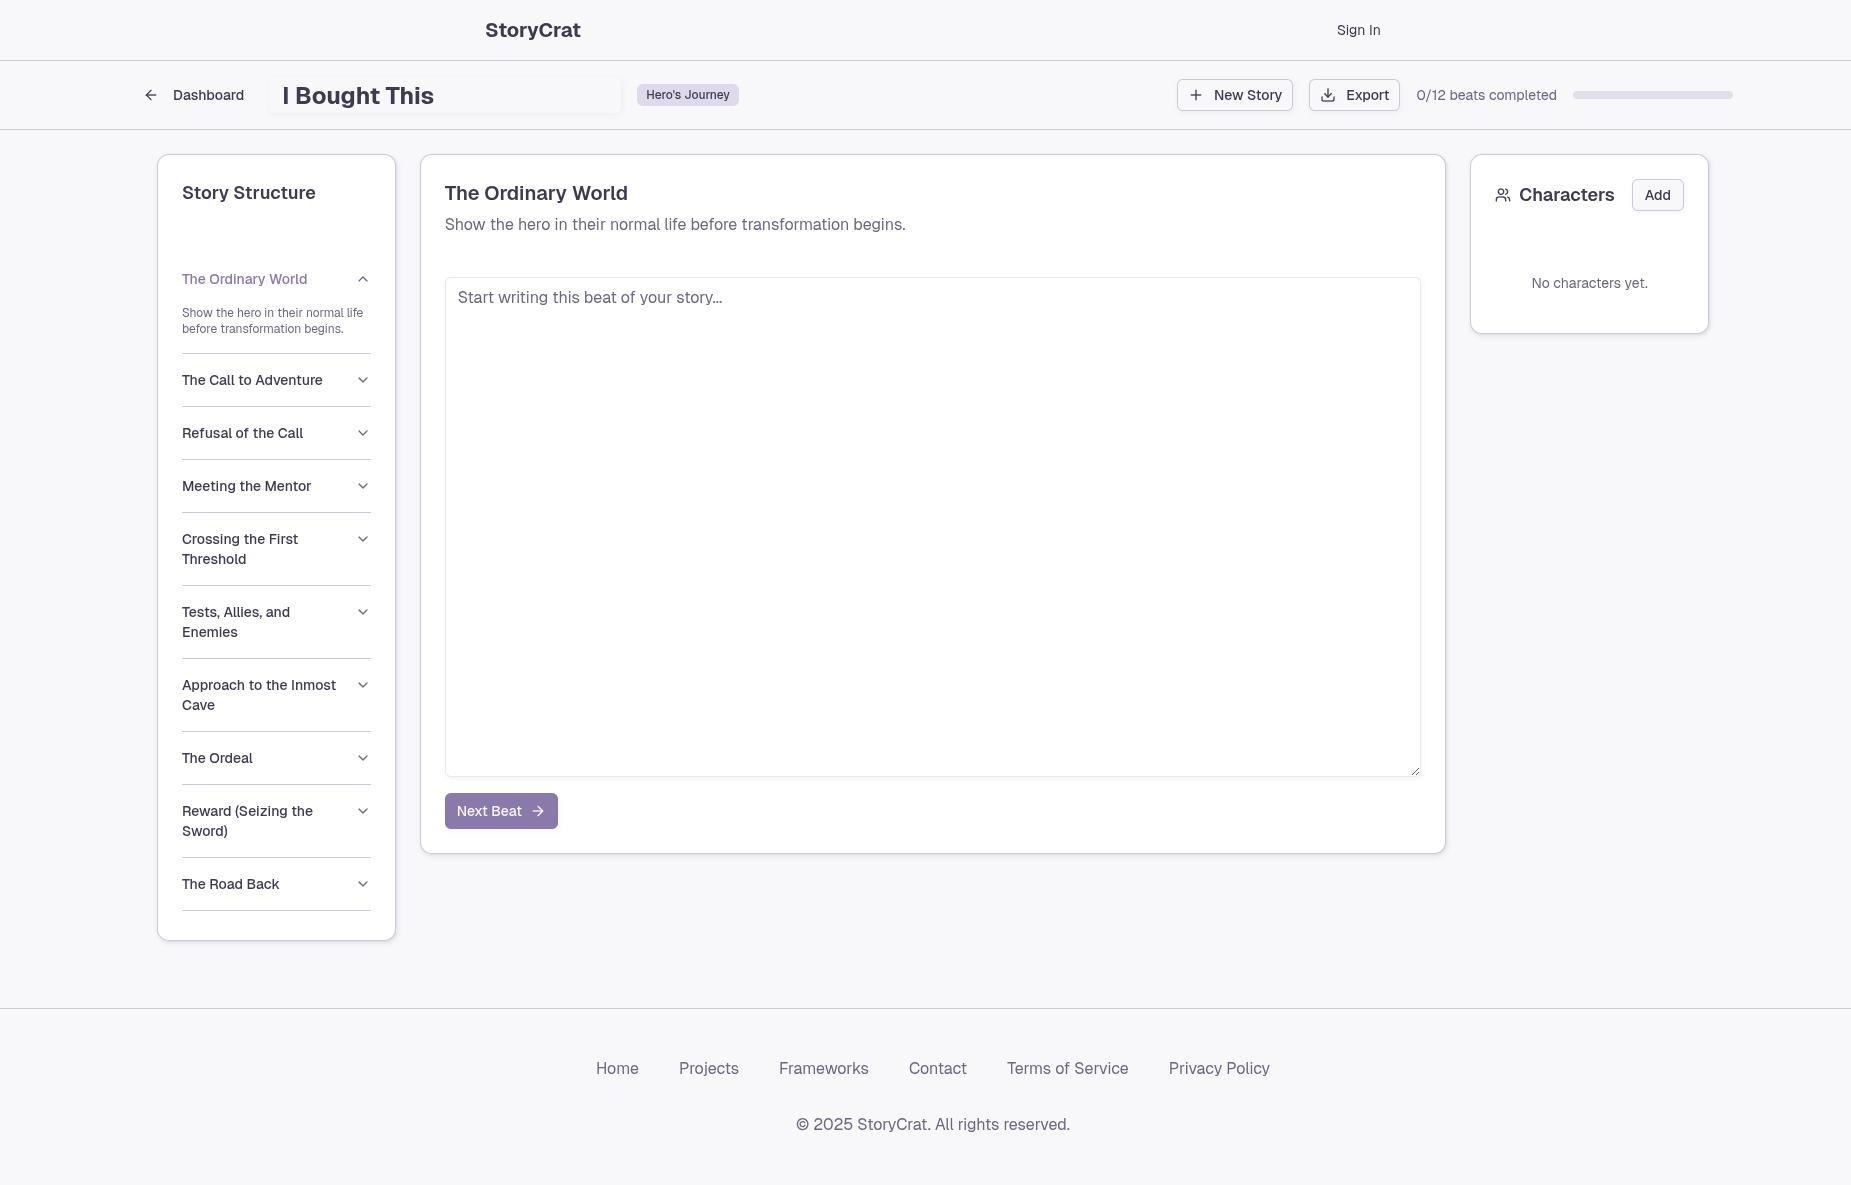 StoryCrat
Sign In
Dashboard
I Bought This
Hero's Journey
New Story
Export
0/12 beats completed
Story Structure
The Ordinary World
Show the hero in their normal life
before transformation begins.
The Call to Adventure
Refusal of the Call
Meeting the Mentor
Crossing the First
Threshold
Tests, Allies, and
Enemies
Approach to the Inmost
Cave
The Ordeal
Reward (Seizing the
Sword)
The Road Back
The Ordinary World
Show the hero in their normal life before transformation begins.
Start writing this beat of your story...
Next Beat
Characters
Add
No characters yet.
Home
Projects
Frameworks
Contact
Terms of Service
Privacy Policy
© 2025 StoryCrat. All rights reserved.